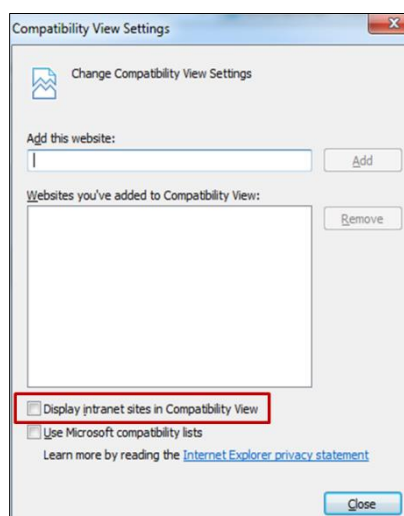 Compatibility View Settings
Change Compatibility View Settings
Add this website:
Add
Websites you've added to Compatibility View:
Remove
Display intranet sites in Compatibility View
Use Microsoft compatibility lists
Learn more by reading the Internet Explorer privacy statement
Close